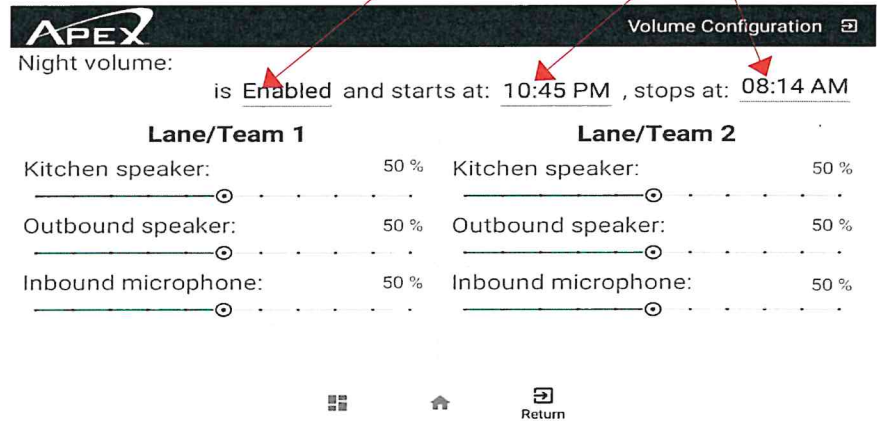 APEX
Volume Configuration
Night volume:
is Enabled and starts at: 10:45 PM , stops at: 08:14 AM
Lane/Team 1 Lane/Team 2
Kitchen speaker: 50 % Kitchen speaker: 50 %
Outbound speaker: 50 % Outbound speaker: 50 %
Inbound microphone: 50 % Inbound microphone: 50 %
Return